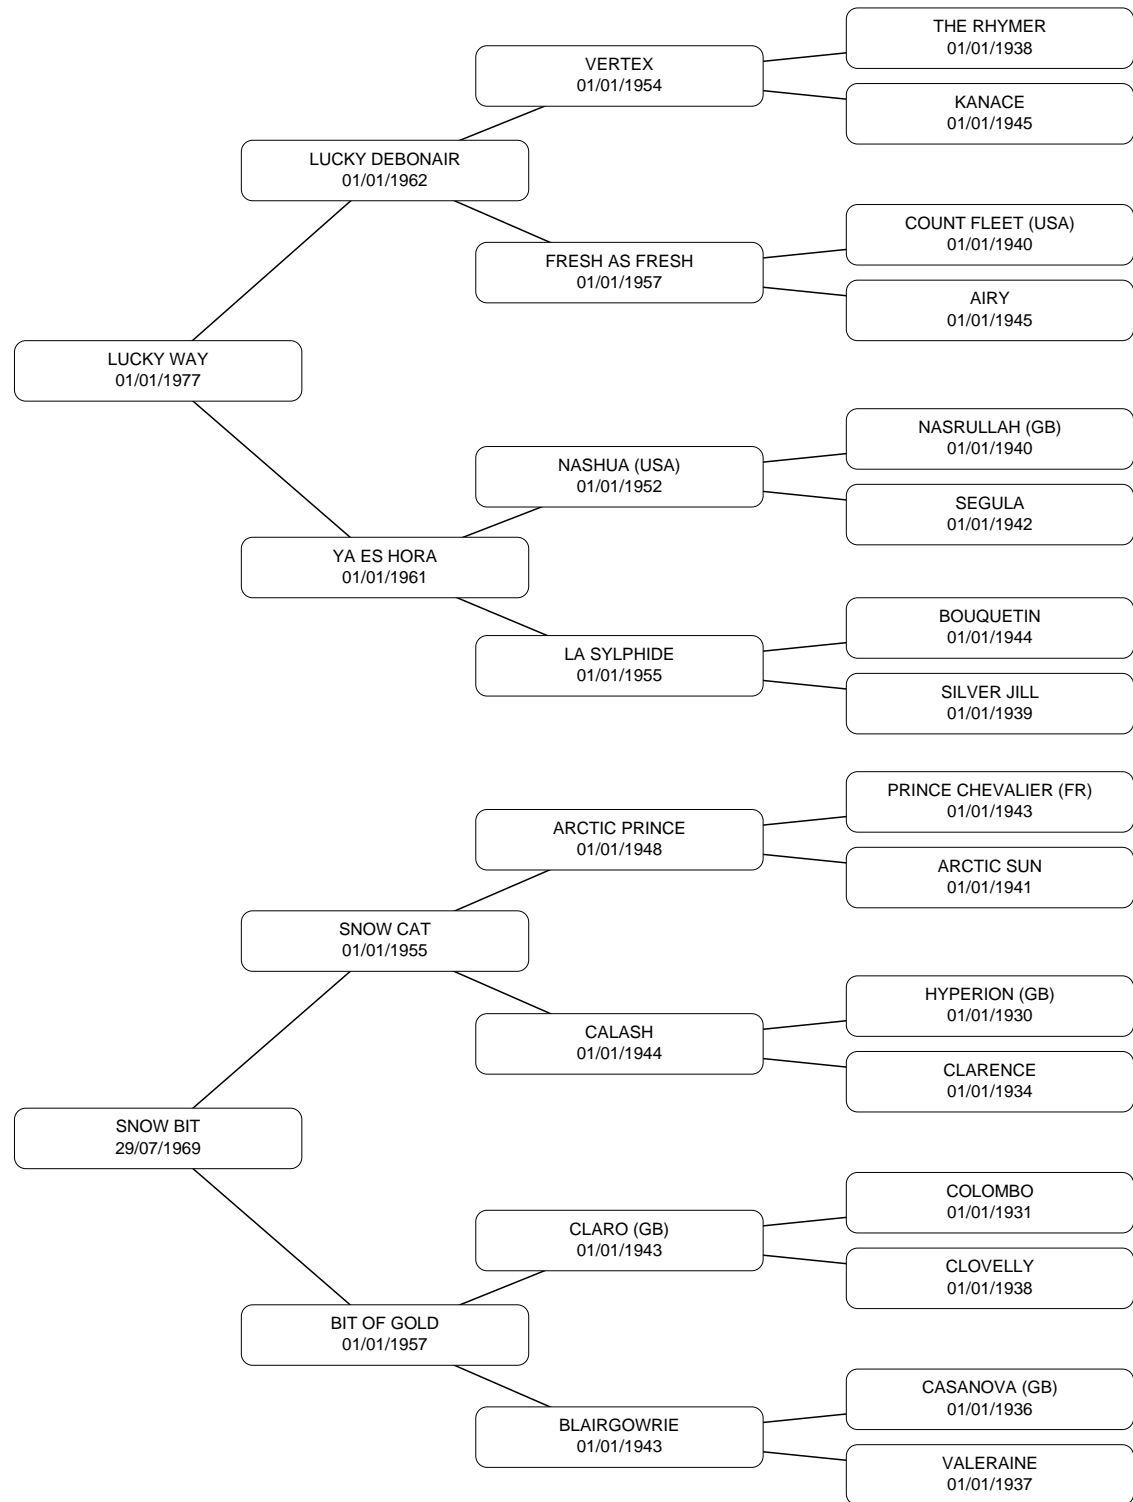 THE RHYMER
01/01/1938
VERTEX
01/01/1954
KANACE
01/01/1945
LUCKY DEBONAIR
01/01/1962
COUNT FLEET (USA)
01/01/1940
FRESH AS FRESH
01/01/1957
AIRY
01/01/1945
LUCKY WAY
01/01/1977
NASRULLAH (GB)
01/01/1940
NASHUA (USA)
01/01/1952
SEGULA
01/01/1942
YA ES HORA
01/01/1961
BOUQUETIN
01/01/1944
LA SYLPHIDE
01/01/1955
SILVER JILL
01/01/1939
PRINCE CHEVALIER (FR)
01/01/1943
ARCTIC PRINCE
01/01/1948
ARCTIC SUN
01/01/1941
SNOW CAT
01/01/1955
HYPERION (GB)
01/01/1930
CALASH
01/01/1944
CLARENCE
01/01/1934
SNOW BIT
29/07/1969
COLOMBO
01/01/1931
CLARO (GB)
01/01/1943
CLOVELLY
01/01/1938
BIT OF GOLD
01/01/1957
CASANOVA (GB)
01/01/1936
BLAIRGOWRIE
01/01/1943
VALERAINE
01/01/1937